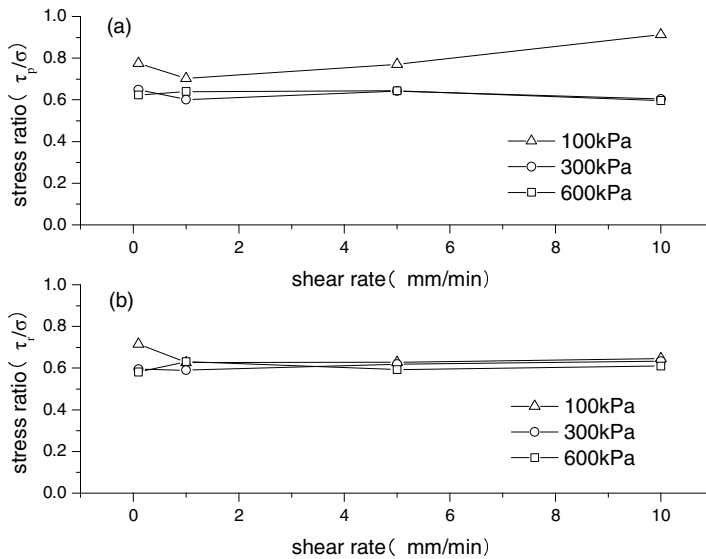 (a)
stress ratio( τp/σ)
1.0
0.8
0.6
0.4
0.2
0.0
100kPa
300kPa
600kPa
0 2 4 6 8 10
shear rate( mm/min)
(b)
stress ratio( τr/σ)
1.0
0.8
0.6
0.4
0.2
0.0
100kPa
300kPa
600kPa
0 2 4 6 8 10
shear rate( mm/min)